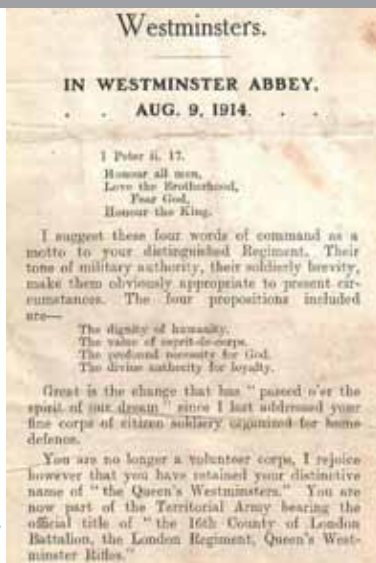 Westminsters.
IN WESTMINSTER ABBEY,
. . AUG. 9, 1914. . .
1 Peter ii. 17.
Honour all men,
Love the Brotherhood,
Fear God,
Honour the King.
I suggest these four words of command as a
motto to your distinguished Regiment. Their
tone of military authority, their soldierly brevity,
make them obviously appropriate to present cir-
cumstances. The four propositions included
are—
The dignity of humanity.
The value of esprit-de-corps.
The profound necessity for God.
The divine authority for loyalty.
Great is the change that has "passed o'er the
spirit of our dream" since I last addressed your
fine corps of citizen soldiery organized for home
defence.
You are no longer a volunteer corps, I rejoice
however that you have retained your distinctive
name of "the Queen's Westminsters." You are
now part of the Territorial Army bearing the
official title of "the 16th County of London
Battalion, the London Regiment, Queen's West-
minster Rifles."